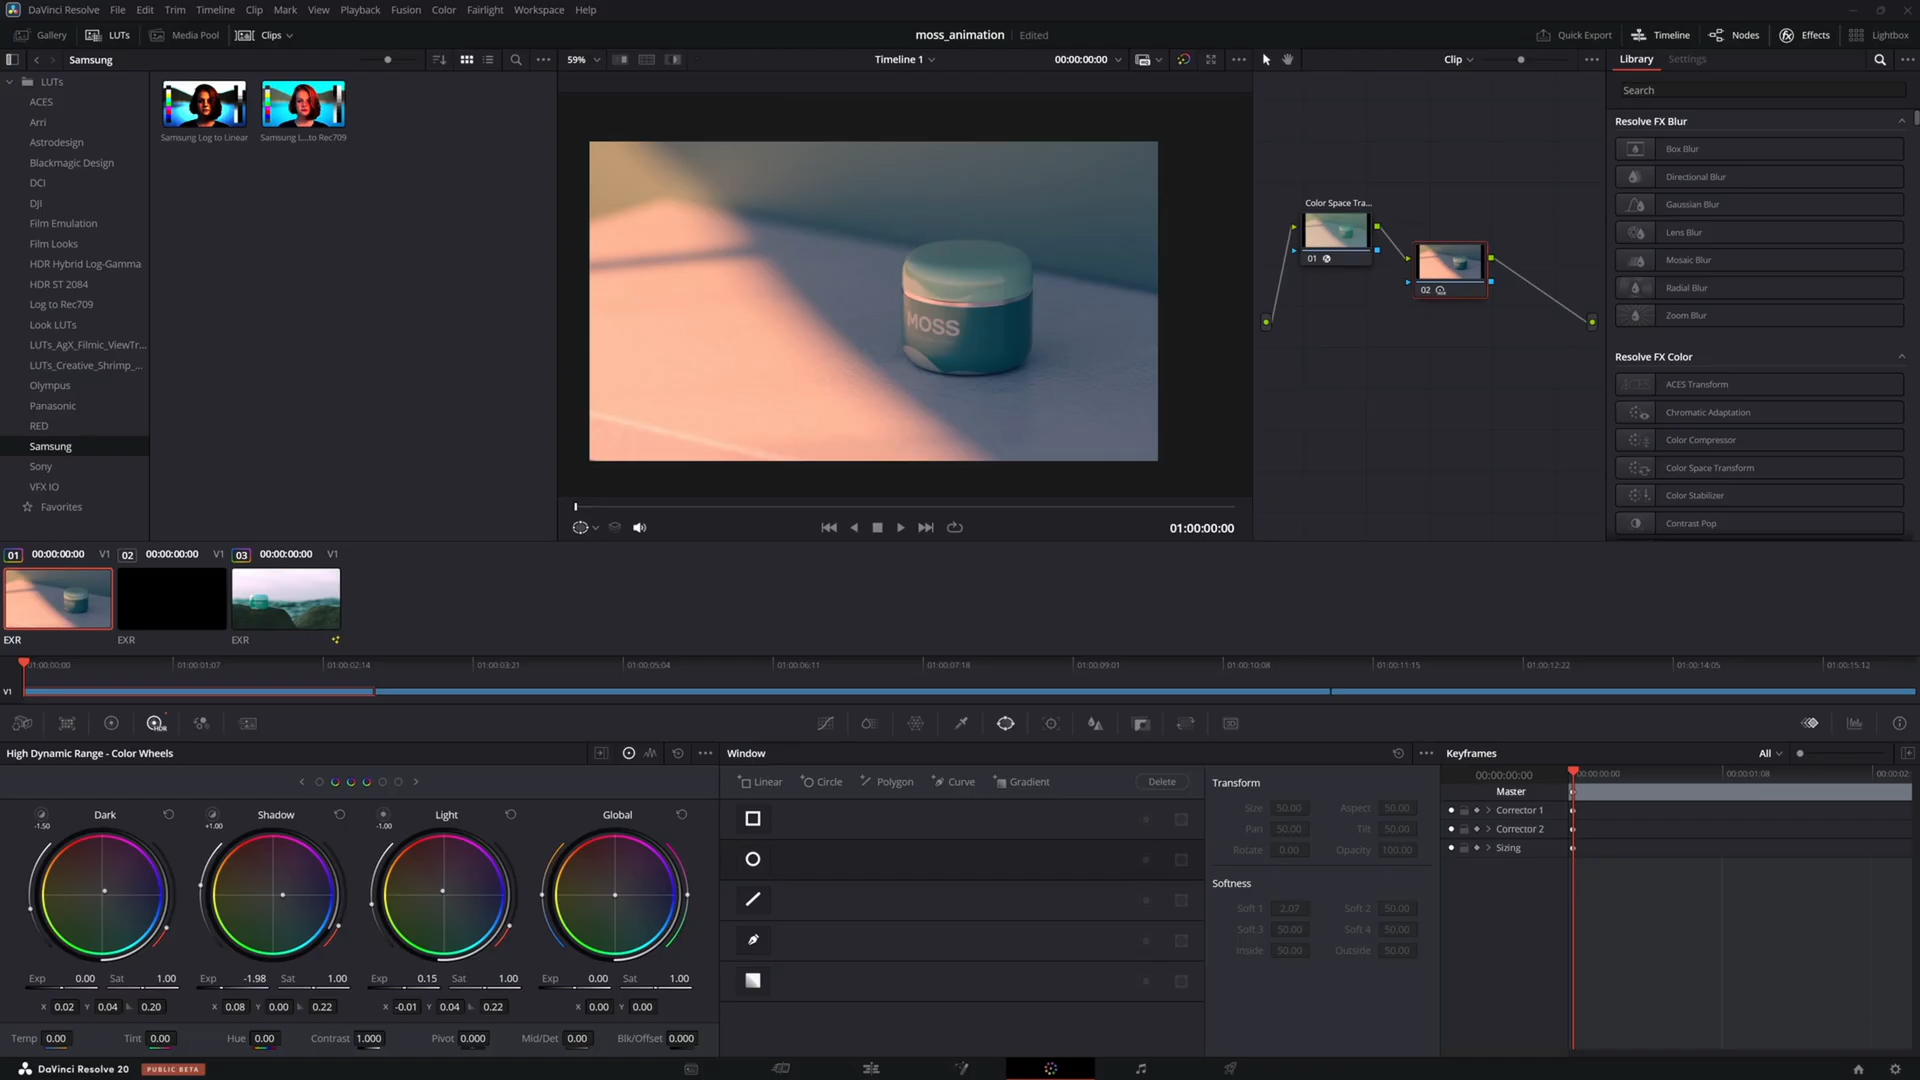 DaVinci Resolve File Edit Trim Timeline Clip Mark View Playback Fusion Color Fairlight Workspace Help
Gallery LUTs Media Pool Clips moss_animation Edited Quick Export Timeline Nodes Effects Lightbox
Samsung 59% Timeline 1 00:00:00:00 Clip Library Settings
LUTs
ACES
Arri
Astrodesign
Blackmagic Design
DCI
DJI
Film Emulation
Film Looks
HDR Hybrid Log-Gamma
HDR ST 2084
Log to Rec709
Look LUTs
LUTs_AgX_Filmic_ViewTr...
LUTs_Creative_Shrimp_...
Olympus
Panasonic
RED
Samsung
Sony
VFX IO
Favorites
Samsung Log to Linear
Samsung l....to Rec709
MOSS
01:00:00:00
Color Space Tra...
01
02
Search
Resolve FX Blur
Box Blur
Directional Blur
Gaussian Blur
Lens Blur
Mosaic Blur
Radial Blur
Zoom Blur
Resolve FX Color
ACES Transform
Chromatic Adaptation
Color Compressor
Color Space Transform
Color Stabilizer
Contrast Pop
01 00:00:00:00 V1 02 00:00:00:00 V1 03 00:00:00:00 V1
EXR EXR EXR
01:00:00:00 01:00:01:07 01:00:02:14 01:00:03:21 01:00:05:04 01:00:06:11 01:00:07:18 01:00:09:01 01:00:10:08 01:00:11:15 01:00:12:22 01:00:14:05 01:00:15:12
V1
HDR
3D
High Dynamic Range - Color Wheels
Dark Shadow Light Global
-1.50 +1.00 -1.00
Exp 0.00 Sat 1.00 Exp -1.98 Sat 1.00 Exp 0.15 Sat 1.00 Exp 0.00 Sat 1.00
X 0.02 Y 0.04 0.20 X 0.08 Y 0.00 0.22 X -0.01 Y 0.04 0.22 X 0.00 Y 0.00
Temp 0.00 Tint 0.00 Hue 0.00 Contrast 1.000 Pivot 0.000 Mid/Det 0.00 Blk/Offset 0.000
Window
Linear Circle Polygon Curve Gradient Delete
Transform
Size 50.00 Aspect 50.00
Pan 50.00 Tilt 50.00
Rotate 0.00 Opacity 100.00
Softness
Soft 1 2.07 Soft 2 50.00
Soft 3 50.00 Soft 4 50.00
Inside 50.00 Outside 50.00
Keyframes All
00:00:00:00 00:00:00:00 00:00:01:08 00:00:02:
Master
Corrector 1
Corrector 2
Sizing
DaVinci Resolve 20 PUBLIC BETA